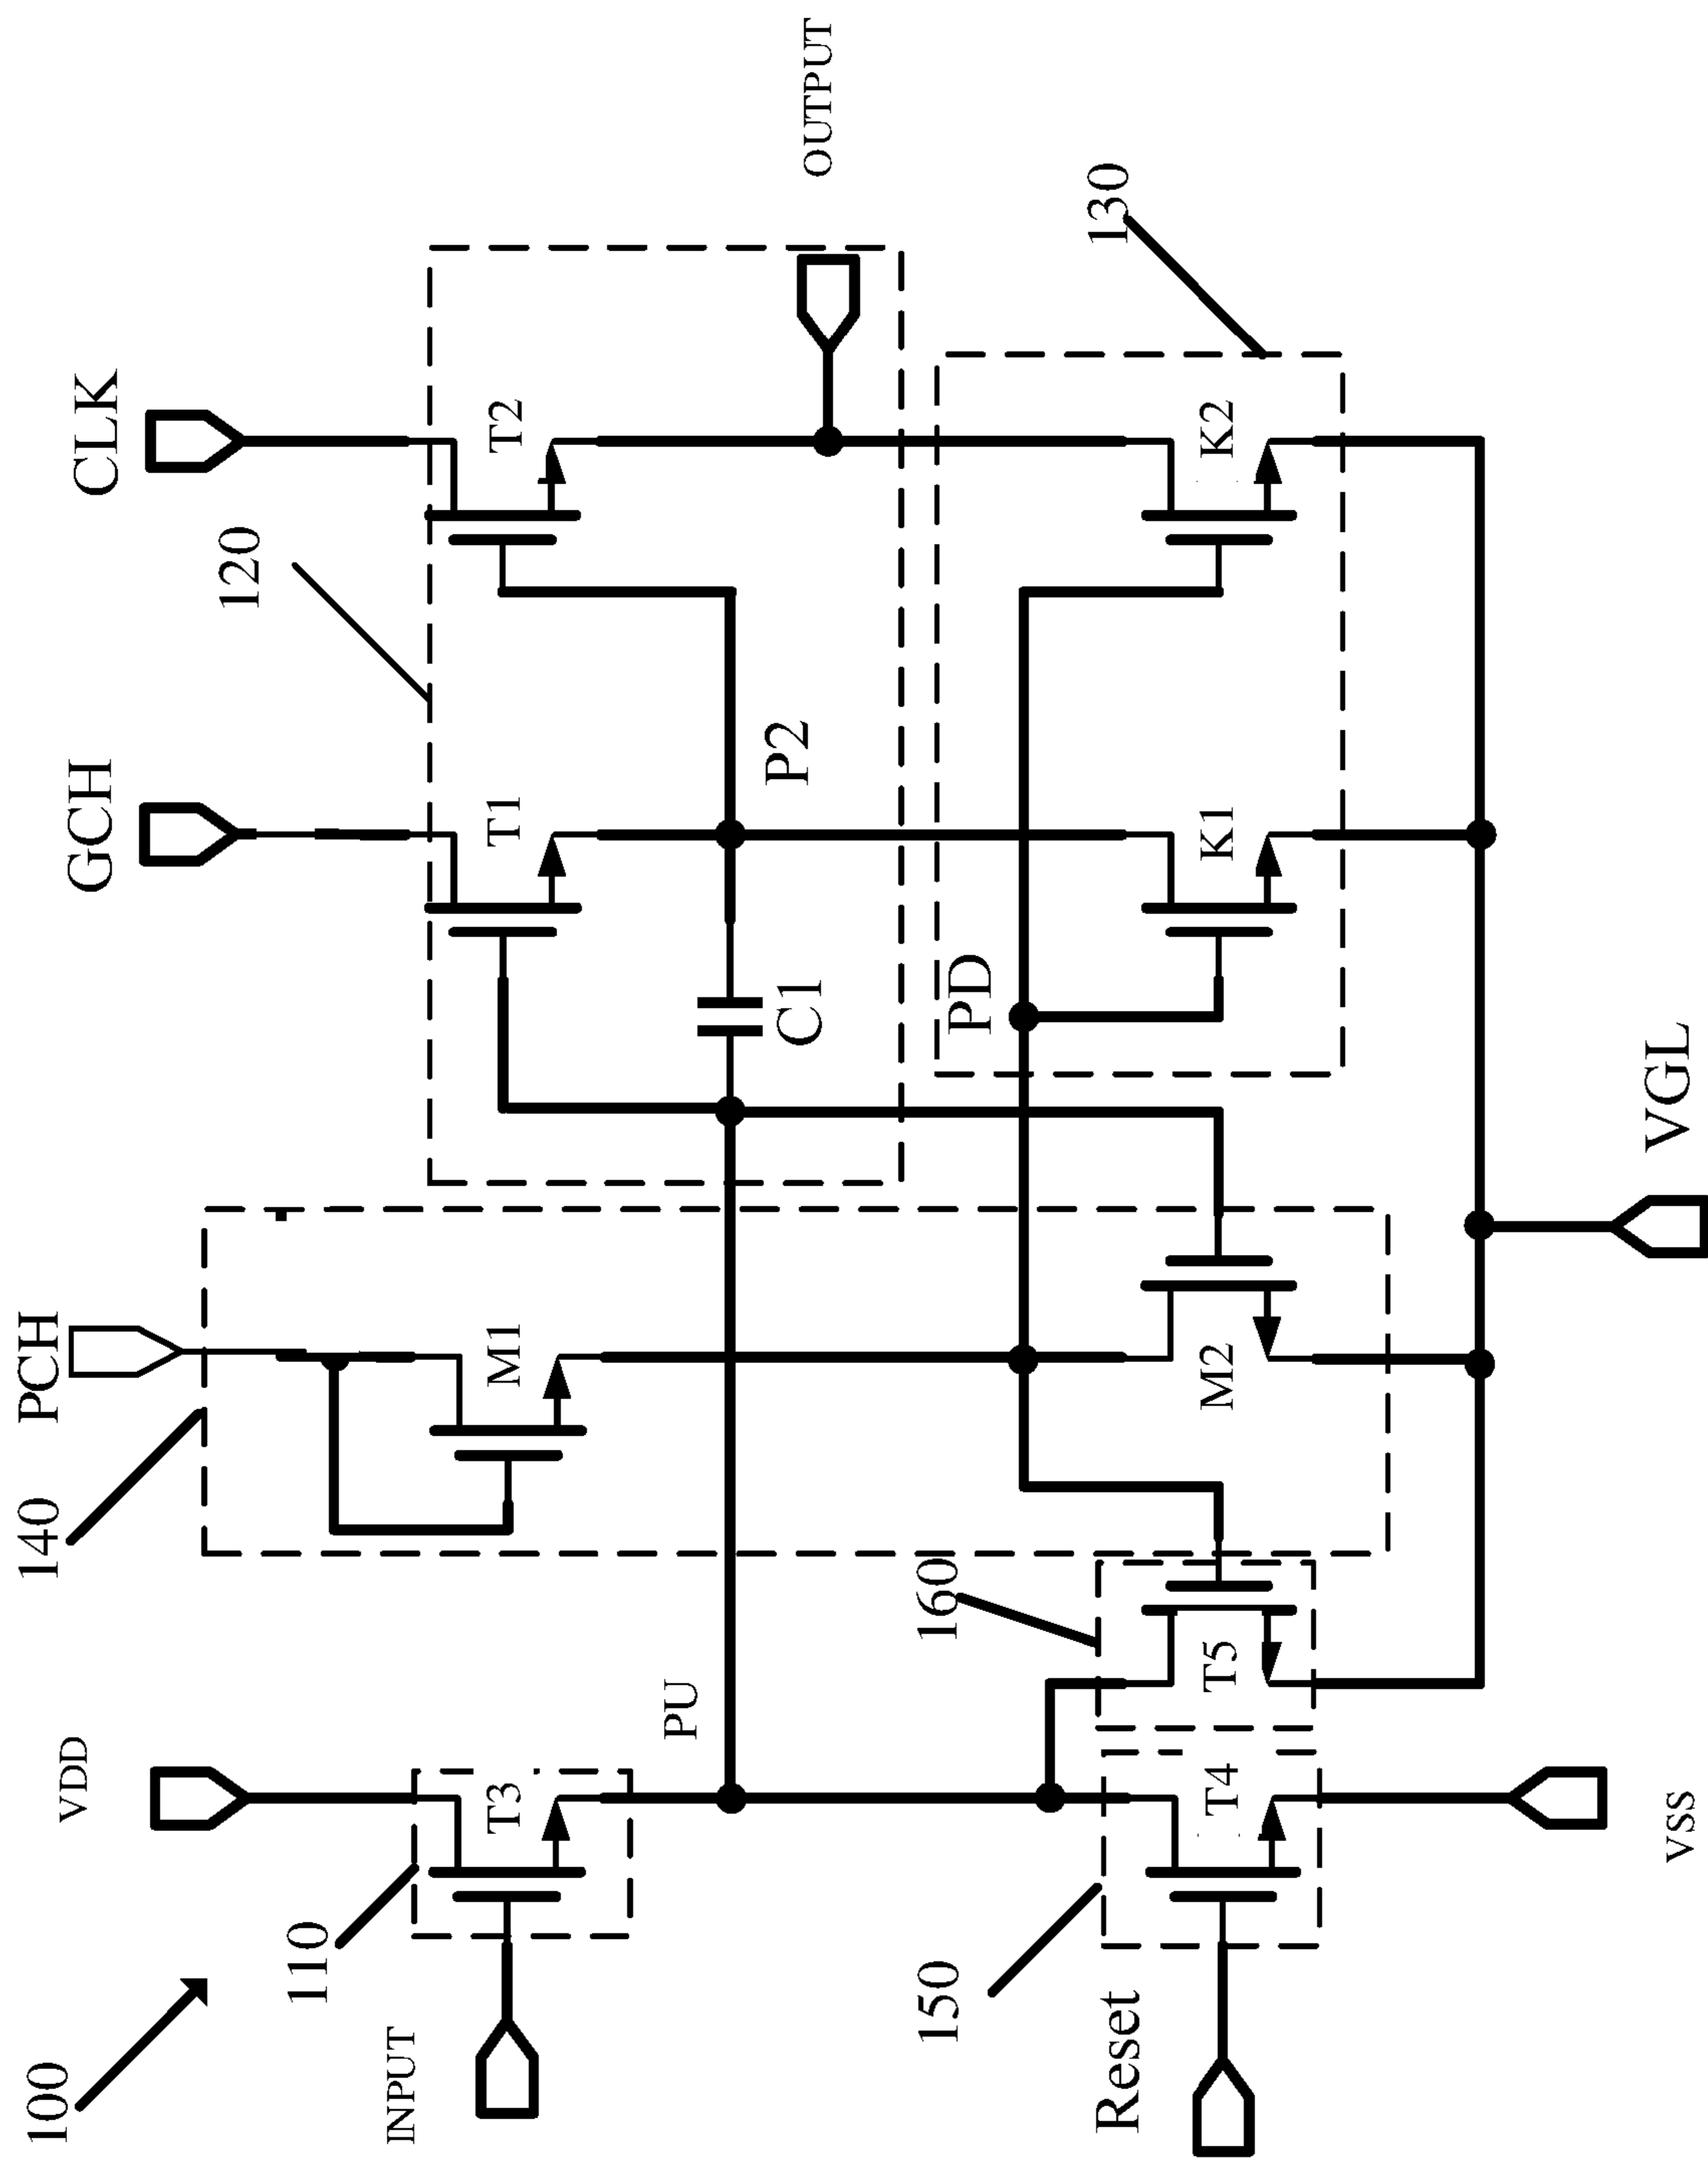 100
110
INPUT
VDD
T3
PU
140
PCH
M1
120
GCH
T1
C1
P2
CLK
T2
OUTPUT
130
PD
K1
K2
M2
160
T5
150
T4
Reset
VSS
VGL